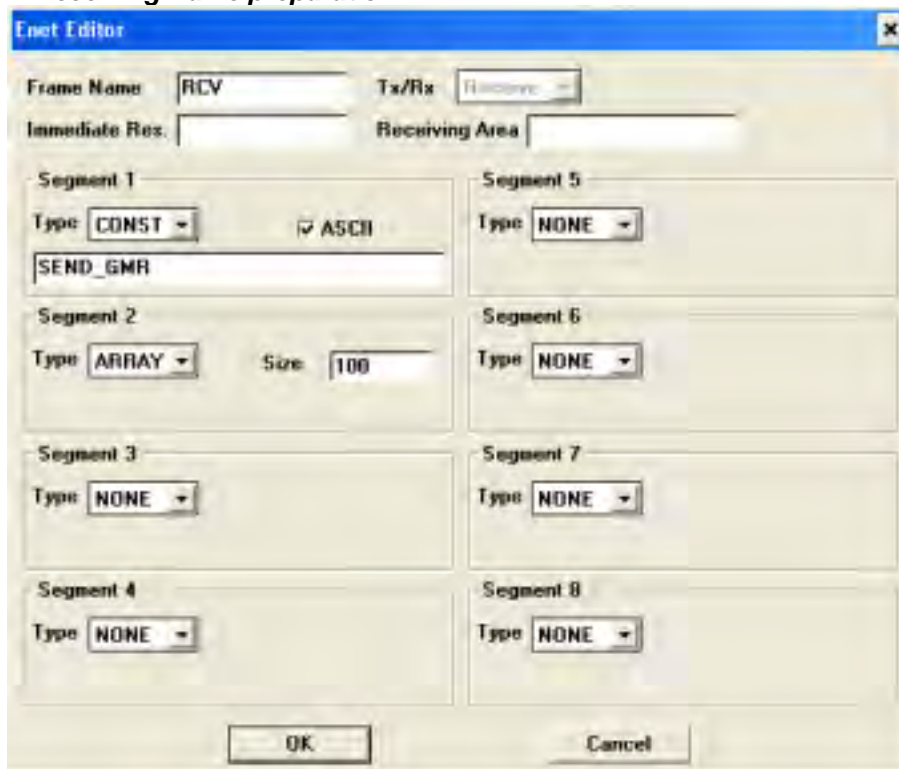 Enet Editor
Frame Name RCV Tx/Rx Receive
Immediate Res. Receiving Area
Segment 1
Type CONST ASCII
SEND_GMR
Segment 5
Type NONE
Segment 2
Type ARRAY Size 100
Segment 6
Type NONE
Segment 3
Type NONE
Segment 7
Type NONE
Segment 4
Type NONE
Segment 8
Type NONE
OK Cancel